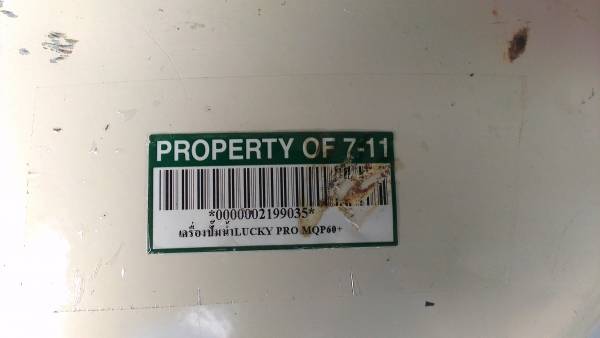 PROPERTY OF 7-11
*0000002199035*
เครื่องปั๊มน้ำLUCKY PRO MQP60+